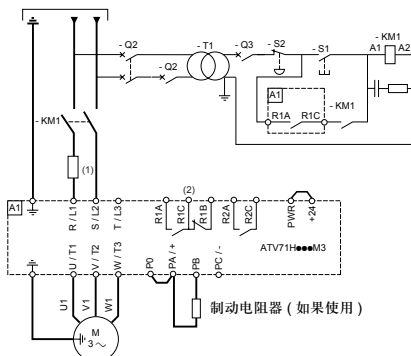 - Q2
- T1
- Q3
- S2
- S1
- KM1
A1
A2
- Q2
A1
- KM1
R1A
R1C
- KM1
(1)
(2)
A1
R / L1
S / L2
T / L3
R1A
R1C
R1B
R2A
R2C
PWR
+24
ATV71H●●●M3
U / T1
V / T2
W / T3
P0
PA / +
PB
PC / -
U1
V1
W1
制动电阻器 ( 如果使用 )
M
3 ~